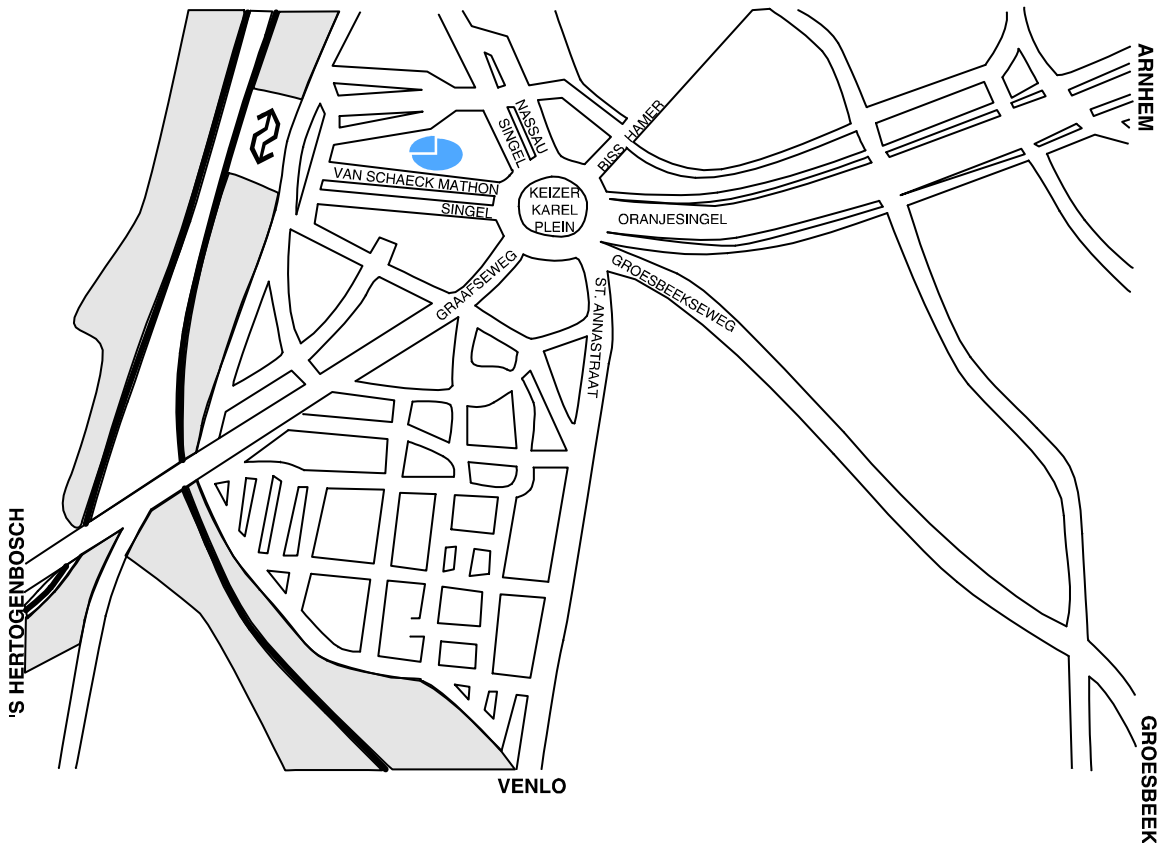 ARNHEM
NASSAU
SINGEL
BISS. HAMER
VAN SCHAECK MATHON
SINGEL
KEIZER
KAREL
PLEIN
ORANJESINGEL
GRAAFSEWEG
GROESBEEKSEWEG
ST. ANNASTRAAT
'S HERTOGENBOSCH
VENLO
GROESBEEK